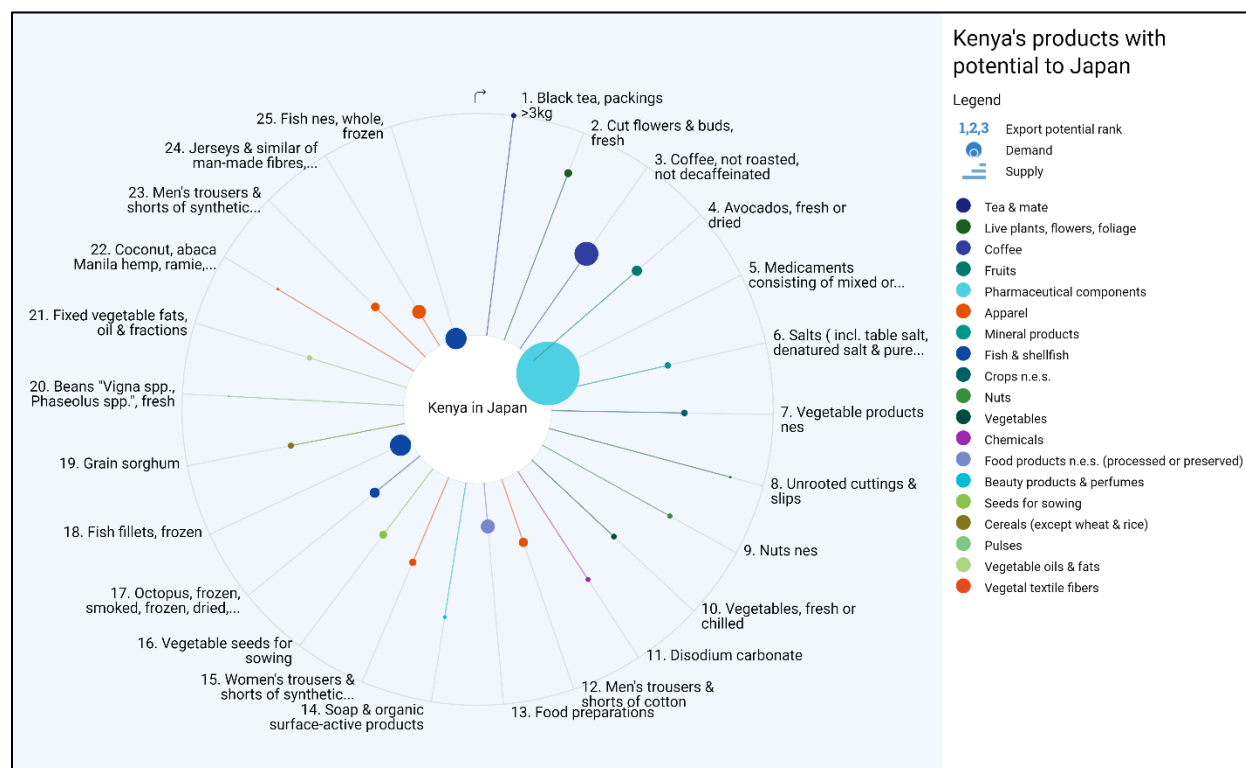 Kenya's products with
potential to Japan
Legend
1,2,3 Export potential rank
Demand
Supply
Tea & mate
Live plants, flowers, foliage
Coffee
Fruits
Pharmaceutical components
Apparel
Mineral products
Fish & shellfish
Crops n.e.s.
Nuts
Vegetables
Chemicals
Food products n.e.s. (processed or preserved)
Beauty products & perfumes
Seeds for sowing
Cereals (except wheat & rice)
Pulses
Vegetable oils & fats
Vegetal textile fibers
Kenya in Japan
1. Black tea, packings
>3kg
2. Cut flowers & buds,
fresh
3. Coffee, not roasted,
not decaffeinated
4. Avocados, fresh or
dried
5. Medicaments
consisting of mixed or...
6. Salts ( incl. table salt,
denatured salt & pure...
7. Vegetable products
nes
8. Unrooted cuttings &
slips
9. Nuts nes
10. Vegetables, fresh or
chilled
11. Disodium carbonate
12. Men's trousers &
shorts of cotton
13. Food preparations
14. Soap & organic
surface-active products
15. Women's trousers &
shorts of synthetic...
16. Vegetable seeds for
sowing
17. Octopus, frozen,
smoked, frozen, dried,...
18. Fish fillets, frozen
19. Grain sorghum
20. Beans "Vigna spp.,
Phaseolus spp.", fresh
21. Fixed vegetable fats,
oil & fractions
22. Coconut, abaca
Manila hemp, ramie,...
23. Men's trousers &
shorts of synthetic...
24. Jerseys & similar of
man-made fibres,...
25. Fish nes, whole,
frozen